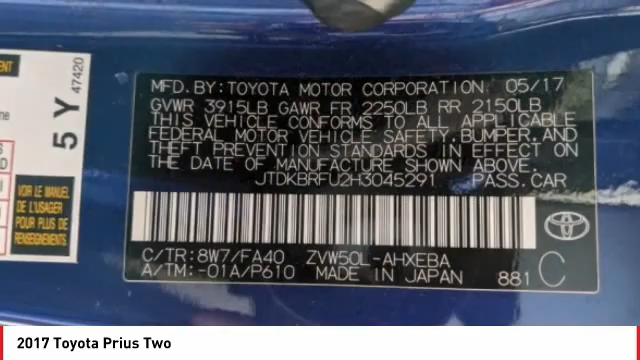 MFD. BY: TOYOTA MOTOR CORPORATION 05/17
GVWR 3915LB GAWR FR 2250LB RR 2150LB
THIS VEHICLE CONFORMS TO ALL APPLICABLE
FEDERAL MOTOR VEHICLE SAFETY, BUMPER, AND
THEFT PREVENTION STANDARDS IN EFFECT ON
THE DATE OF MANUFACTURE SHOWN ABOVE.
JTDKBRFU2H3045291 PASS. CAR
C/TR: 8W7/FA40 ZVW50L-AHXEBA
A/TM: -01A/P610 MADE IN JAPAN 881 C
5 Y 47420
VOIR LE MANUEL
DE L'USAGER
POUR PLUS DE
RENSEIGNEMENTS
2017 Toyota Prius Two